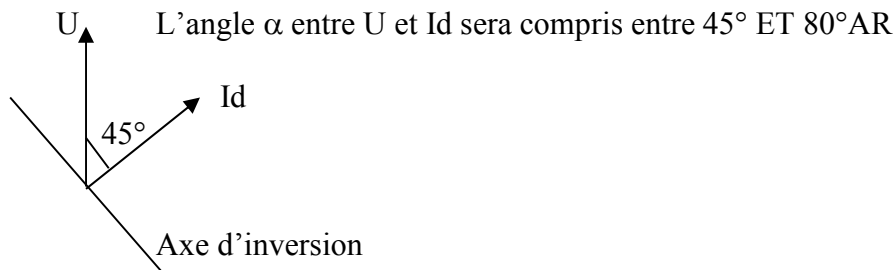 U L'angle α entre U et Id sera compris entre 45° ET 80°AR
Id
45°
Axe d'inversion